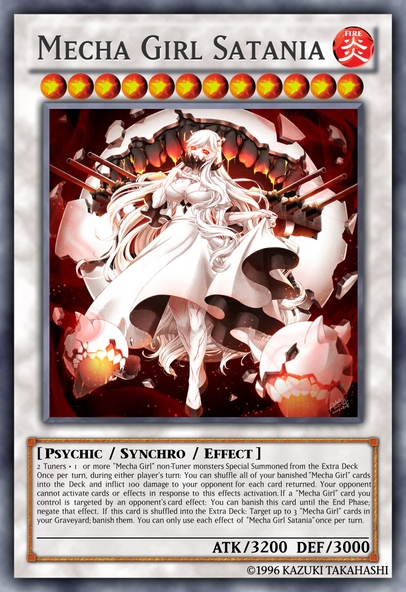 MECHA GIRL SATANIA
FIRE
炎
[ PSYCHIC / SYNCHRO / EFFECT ]
2 Tuners + 1 or more "Mecha Girl" non-Tuner monsters Special Summoned from the Extra Deck
Once per turn, during either player's turn: You can shuffle all of your banished "Mecha Girl" cards
into the Deck and inflict 100 damage to your opponent for each card returned. Your opponent
cannot activate cards or effects in response to this effects activation. If a "Mecha Girl" card you
control is targeted by an opponent's card effect: You can banish this card until the End Phase;
negate that effect. If this card is shuffled into the Extra Deck: Target up to 3 "Mecha Girl" cards in
your Graveyard; banish them. You can only use each effect of "Mecha Girl Satania" once per turn.
ATK/3200 DEF/3000
©1996 KAZUKI TAKAHASHI